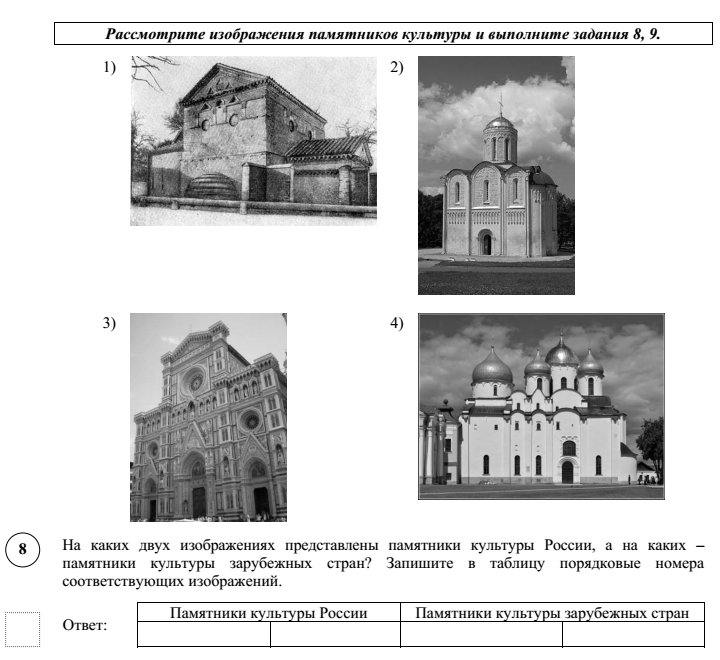 Рассмотрите изображения памятников культуры и выполните задания 8, 9.
1)
2)
3)
4)
8
На каких двух изображениях представлены памятники культуры России, а на каких –
памятники культуры зарубежных стран? Запишите в таблицу порядковые номера
соответствующих изображений.
Ответ:
Памятники культуры России
Памятники культуры зарубежных стран